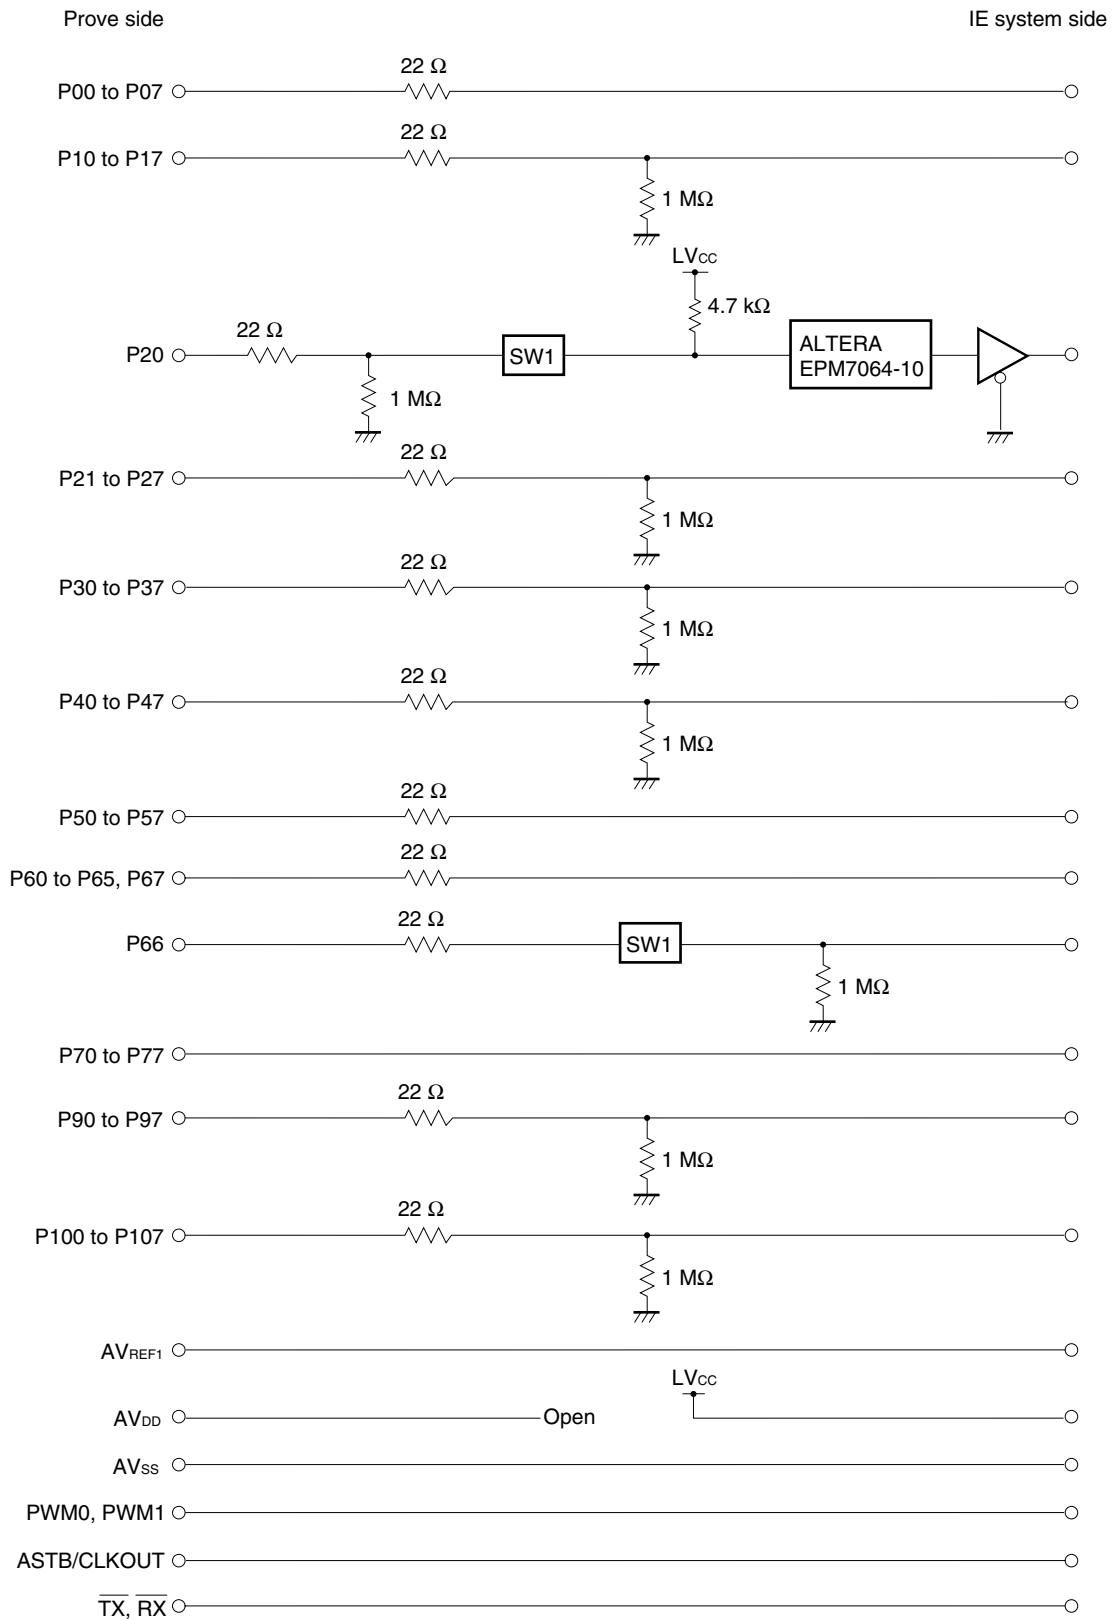 Prove side
IE system side
22 Ω
P00 to P07
22 Ω
P10 to P17
1 MΩ
LVCC
4.7 kΩ
22 Ω
P20
SW1
ALTERA
EPM7064-10
1 MΩ
22 Ω
P21 to P27
1 MΩ
22 Ω
P30 to P37
1 MΩ
22 Ω
P40 to P47
1 MΩ
22 Ω
P50 to P57
22 Ω
P60 to P65, P67
22 Ω
P66
SW1
1 MΩ
P70 to P77
22 Ω
P90 to P97
1 MΩ
22 Ω
P100 to P107
1 MΩ
AVREF1
LVCC
AVDD
Open
AVSS
PWM0, PWM1
ASTB/CLKOUT
T̅X̅, R̅X̅